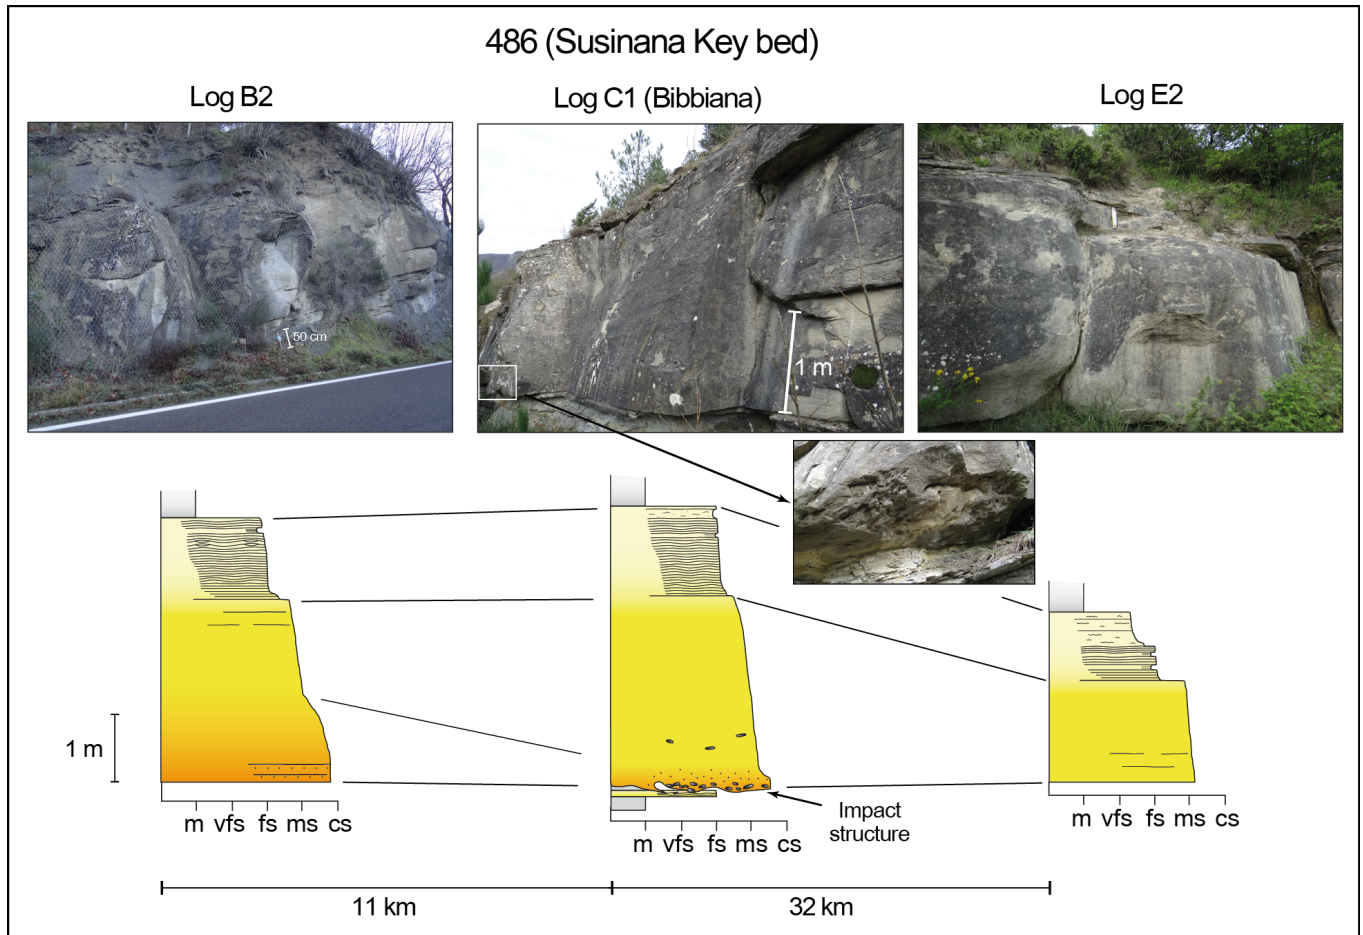 486 (Susinana Key bed)
Log B2
Log C1 (Bibbiana)
Log E2
50 cm
1 m
1 m
Impact
structure
m vfs fs ms cs
m vfs fs ms cs
m vfs fs ms cs
11 km
32 km